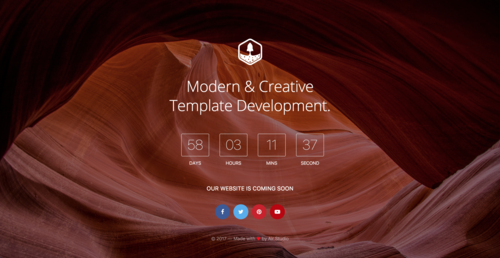 Modern & Creative
Template Development.
58 03 11 37
DAYS HOURS MINS SECOND
OUR WEBSITE IS COMING SOON
© 2017 Made with by